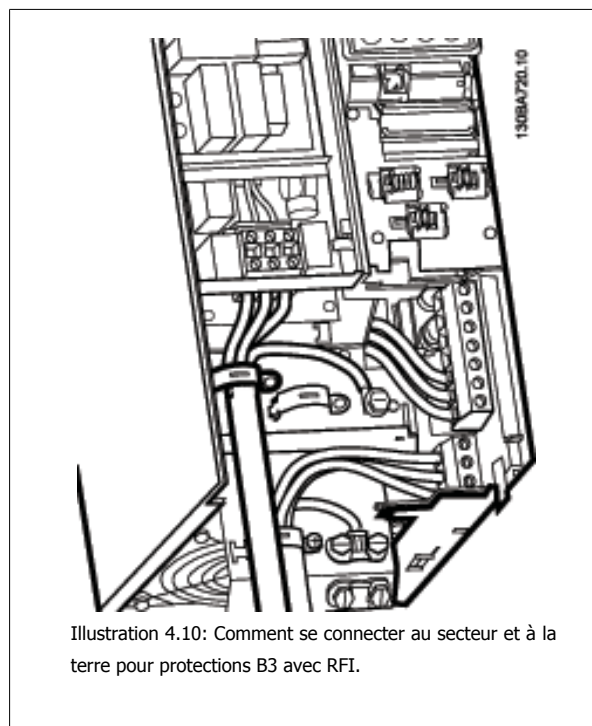 130BA720.10
Illustration 4.10: Comment se connecter au secteur et à la
terre pour protections B3 avec RFI.